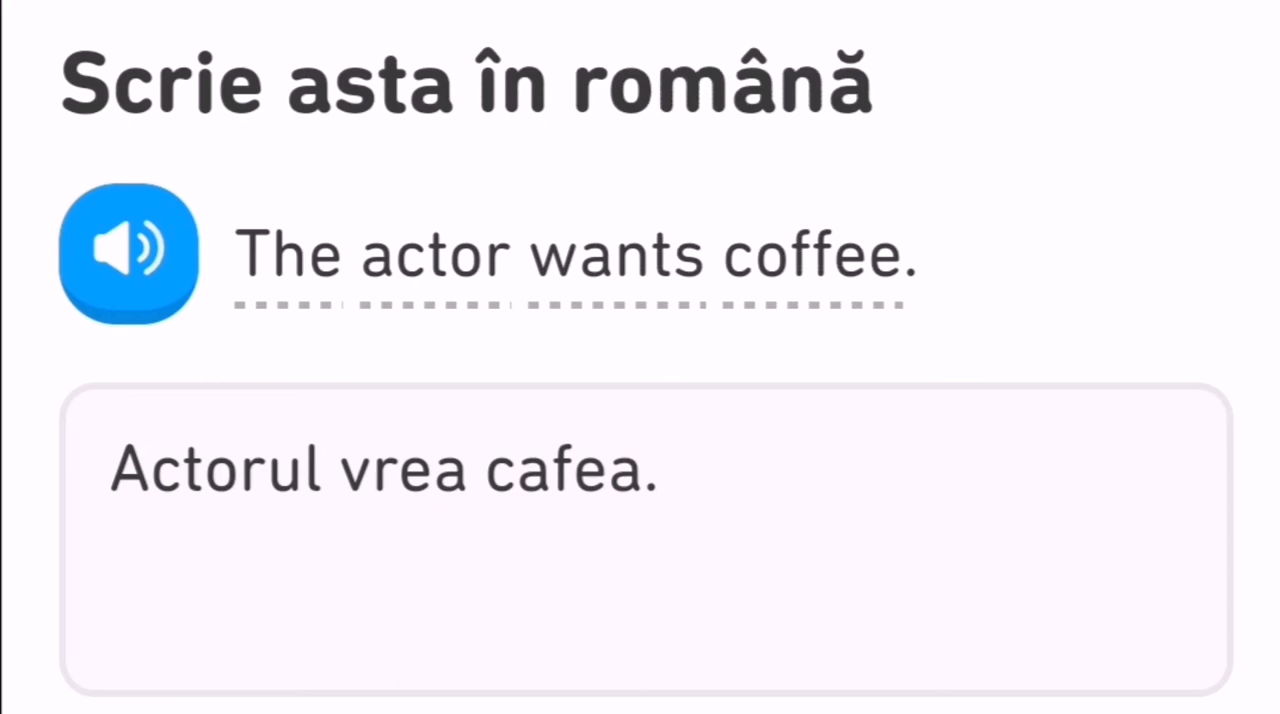 Scrie asta în română
The actor wants coffee.
Actorul vrea cafea.